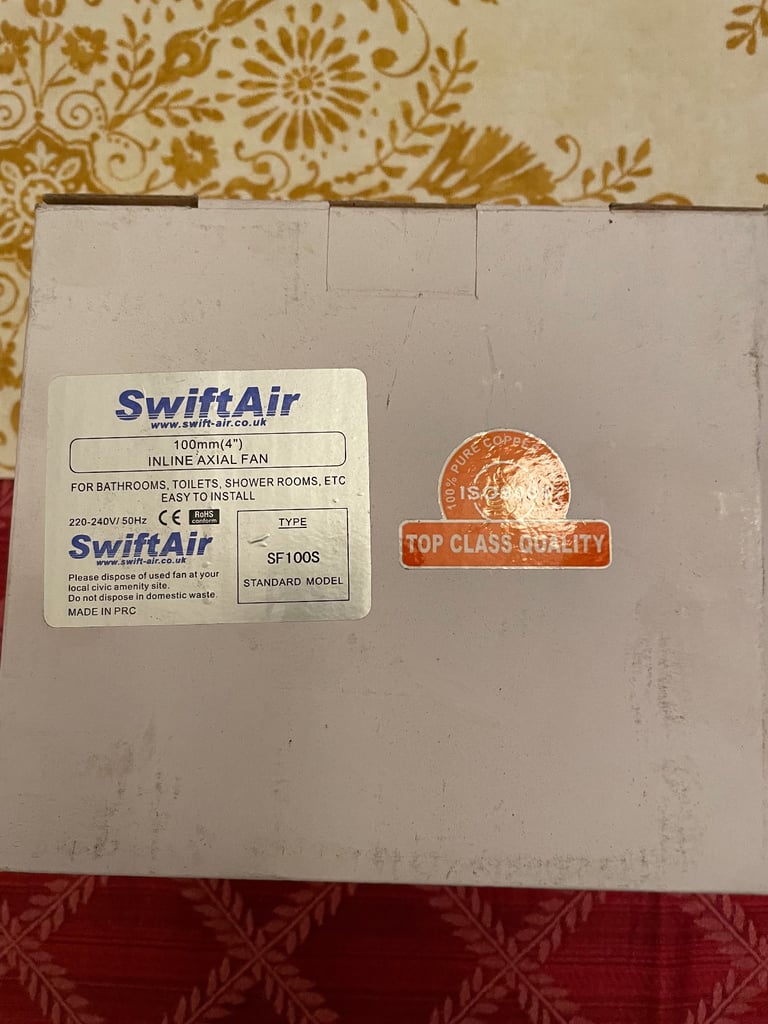 SwiftAir
www.swift-air.co.uk
100mm(4")
INLINE AXIAL FAN
FOR BATHROOMS, TOILETS, SHOWER ROOMS, ETC
EASY TO INSTALL
220-240V/ 50Hz CE RoHS
conform
SwiftAir
www.swift-air.co.uk
Please dispose of used fan at your
local civic amenity site.
Do not dispose in domestic waste.
MADE IN PRC
TYPE
SF100S
STANDARD MODEL
100% PURE COPPER
TOP CLASS QUALITY